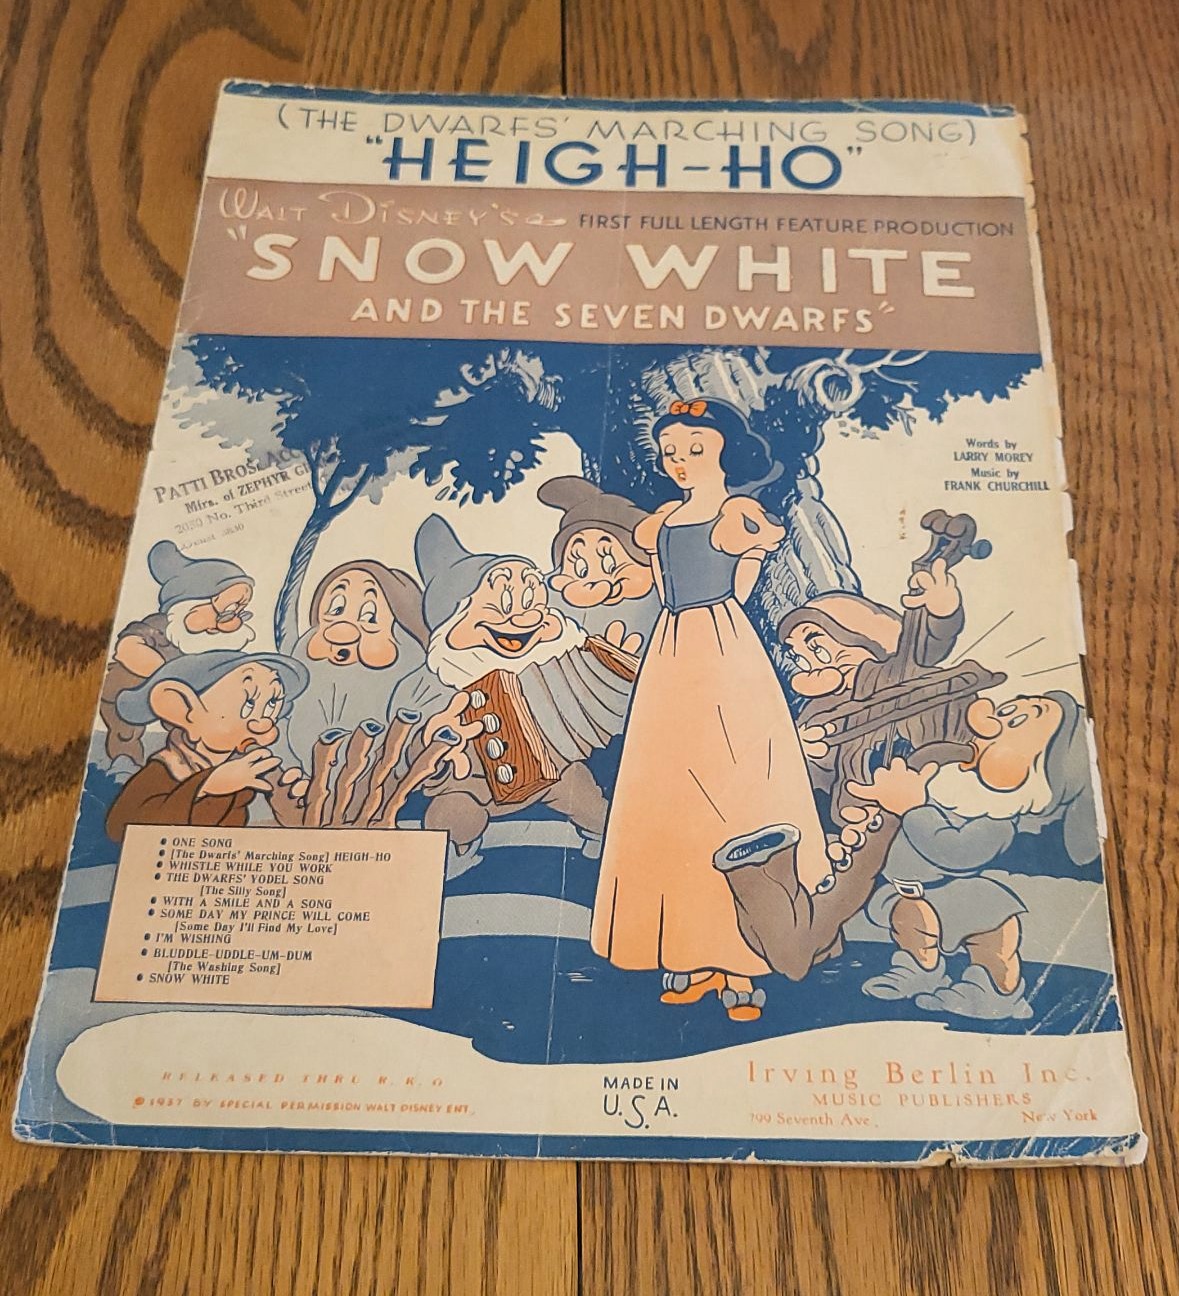 (THE DWARFS' MARCHING SONG)
"HEIGH-HO"
WALT DISNEY'S FIRST FULL LENGTH FEATURE PRODUCTION
"SNOW WHITE
AND THE SEVEN DWARFS"
Words by
LARRY MOREY
Music by
FRANK CHURCHILL
PATTI BROS. ACC
Mfrs. of ZEPHYR
2030 No. Third Street
• ONE SONG
• [The Dwarfs' Marching Song] HEIGH-HO
• WHISTLE WHILE YOU WORK
• THE DWARFS' YODEL SONG
[The Silly Song]
• WITH A SMILE AND A SONG
• SOME DAY MY PRINCE WILL COME
[Some Day I'll Find My Love]
• I'M WISHING
• BLUDDLE-UDDLE-UM-DUM
[The Washing Song]
• SNOW WHITE
RELEASED THRU R.K.O
© 1937 BY SPECIAL PERMISSION WALT DISNEY ENT.
MADE IN
U.S.A.
Irving Berlin Inc.
MUSIC PUBLISHERS
799 Seventh Ave. New York